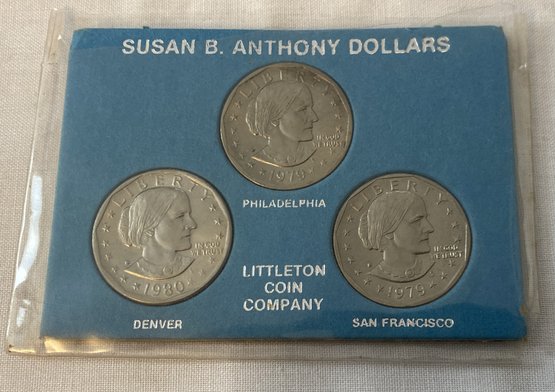 SUSAN B. ANTHONY DOLLARS
LIBERTY
IN GOD
WE TRUST
1979
PHILADELPHIA
LIBERTY
IN GOD
WE TRUST
1980
DENVER
LITTLETON
COIN
COMPANY
LIBERTY
IN GOD
WE TRUST
1979
SAN FRANCISCO